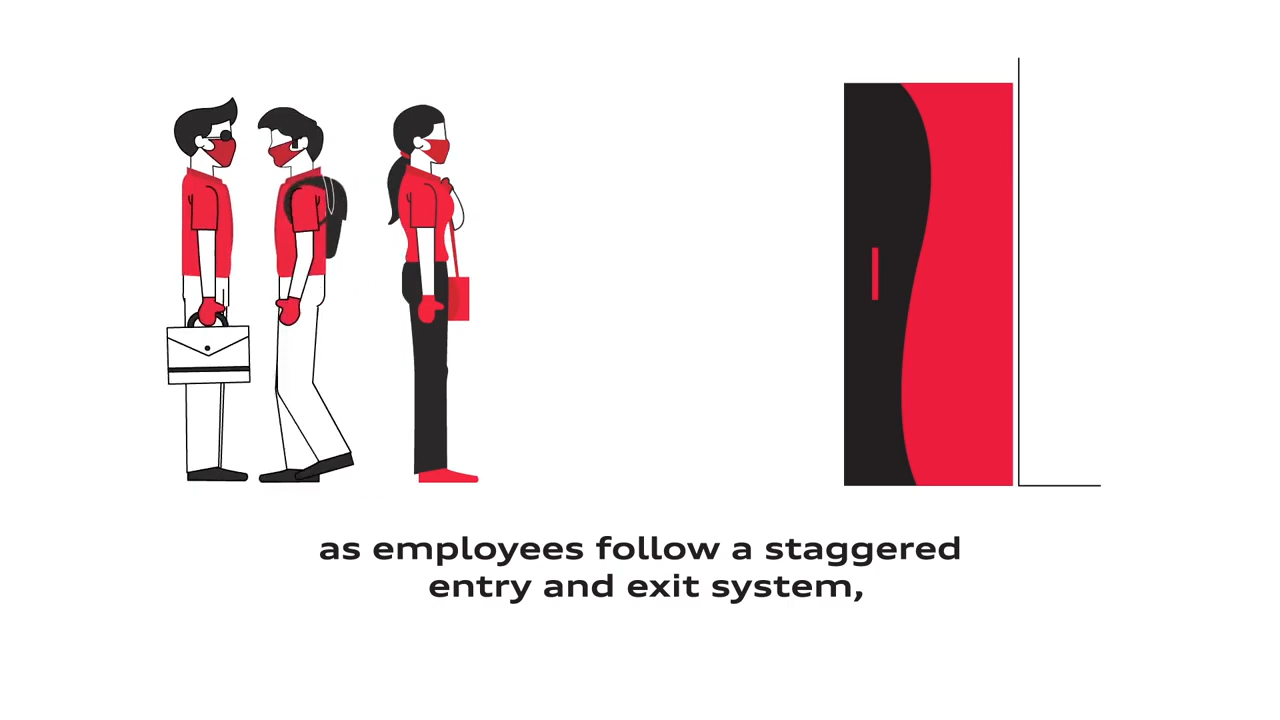 as employees follow a staggered
entry and exit system,